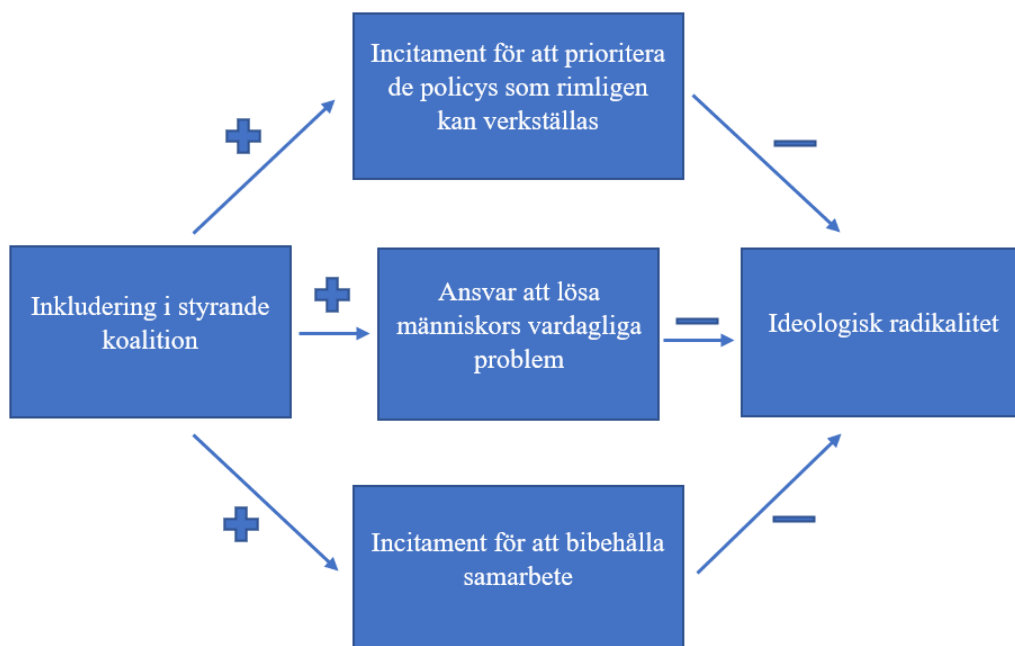 Incitament för att prioritera
de policys som rimligen
kan verkställas
+
−
Inkludering i styrande
koalition
+
Ansvar att lösa
människors vardagliga
problem
−
Ideologisk radikalitet
+
Incitament för att bibehålla
samarbete
−